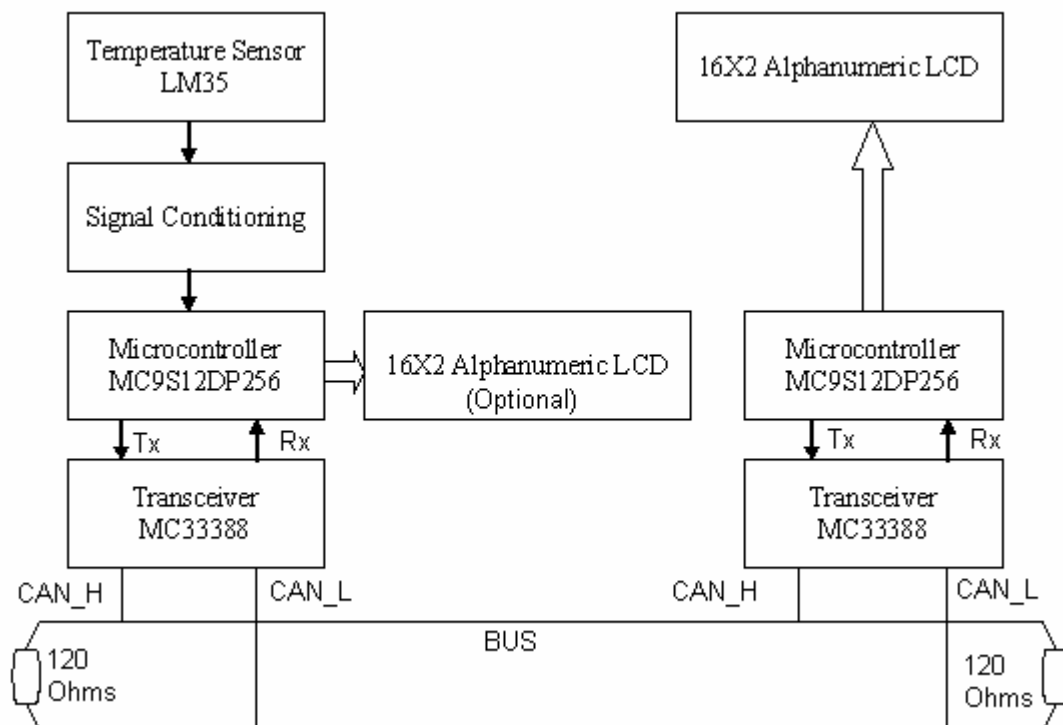 Temperature Sensor
LM35
16X2 Alphanumeric LCD
Signal Conditioning
Microcontroller
MC9S12DP256
16X2 Alphanumeric LCD
(Optional)
Microcontroller
MC9S12DP256
Tx
Rx
Tx
Rx
Transceiver
MC33388
Transceiver
MC33388
CAN_H
CAN_L
CAN_H
CAN_L
BUS
120
Ohms
120
Ohms